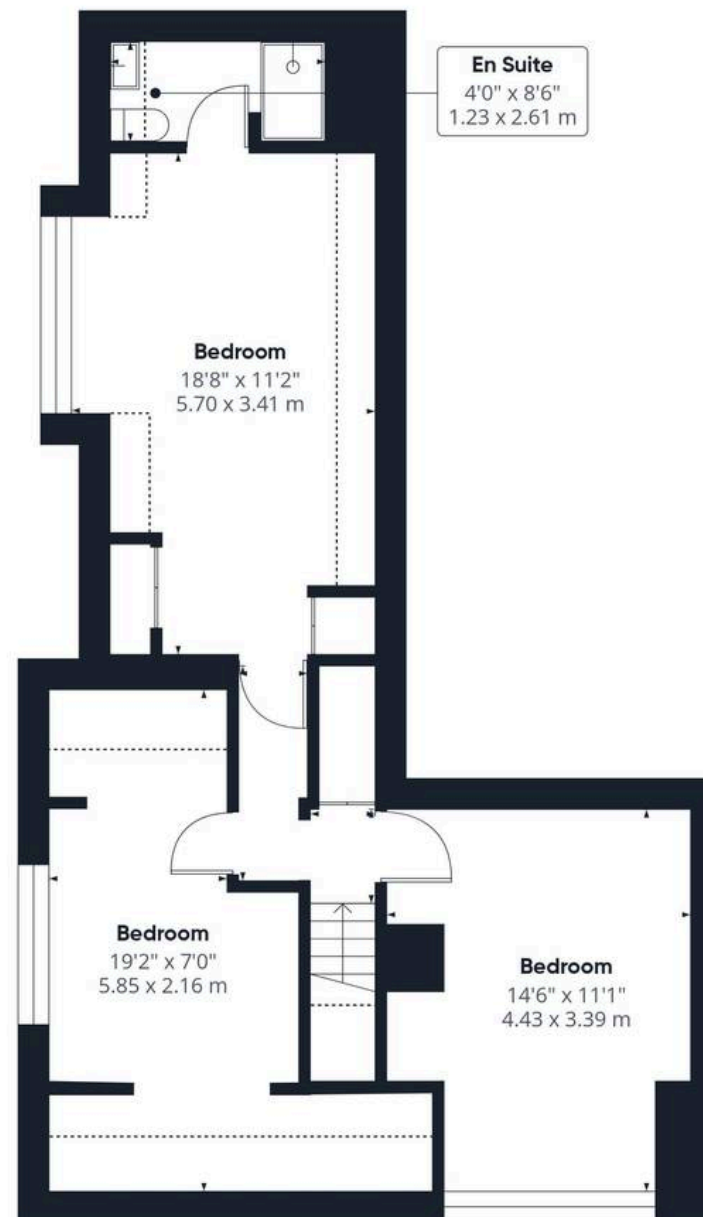 En Suite
4'0" x 8'6"
1.23 x 2.61 m
Bedroom
18'8" x 11'2"
5.70 x 3.41 m
Bedroom
19'2" x 7'0"
5.85 x 2.16 m
Bedroom
14'6" x 11'1"
4.43 x 3.39 m